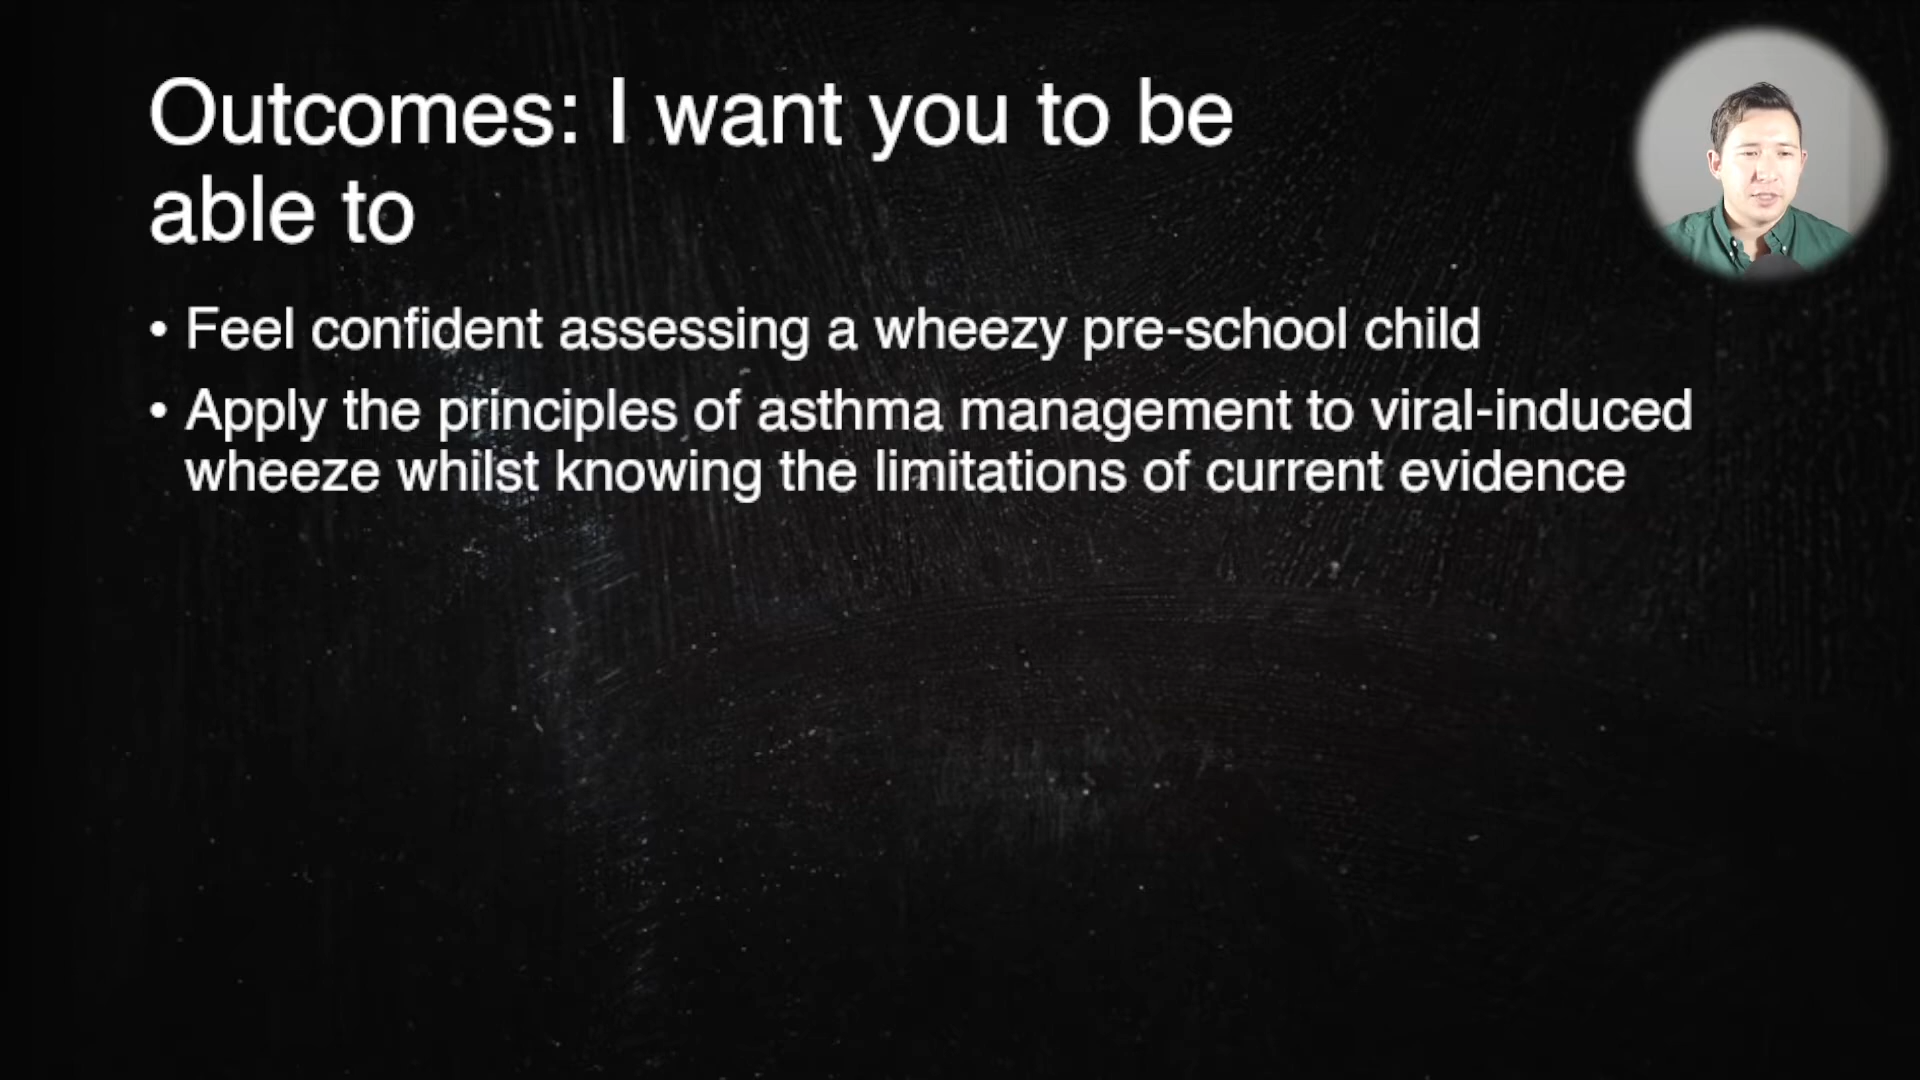 Outcomes: I want you to be
able to
• Feel confident assessing a wheezy pre-school child
• Apply the principles of asthma management to viral-induced
wheeze whilst knowing the limitations of current evidence